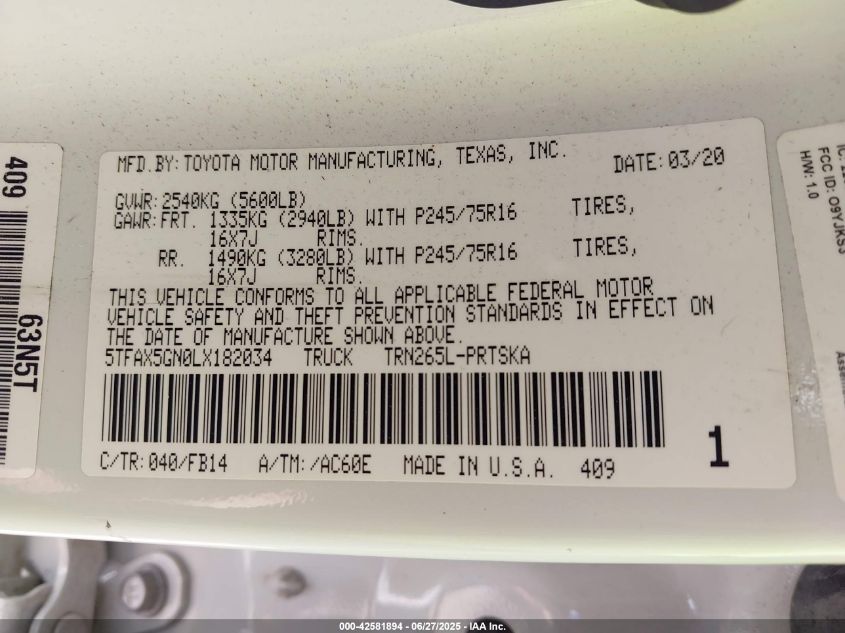 MFD.BY: TOYOTA MOTOR MANUFACTURING, TEXAS, INC. DATE: 03/20
GVWR: 2540KG (5600LB)
GAWR: FRT. 1335KG (2940LB) WITH P245/75R16 TIRES,
16X7J RIMS.
RR. 1490KG (3280LB) WITH P245/75R16 TIRES,
16X7J RIMS.
THIS VEHICLE CONFORMS TO ALL APPLICABLE FEDERAL MOTOR
VEHICLE SAFETY AND THEFT PREVENTION STANDARDS IN EFFECT ON
THE DATE OF MANUFACTURE SHOWN ABOVE.
5TFAX5GN0LX182034 TRUCK TRN265L-PRTSKA
C/TR: 040/FB14 A/TM: /AC60E MADE IN U.S.A. 409
1
409
63N5T
FCC ID: O9YJKS3
H/W: 1.0
000-42581894 | 06/27/2025 | IAA Inc.